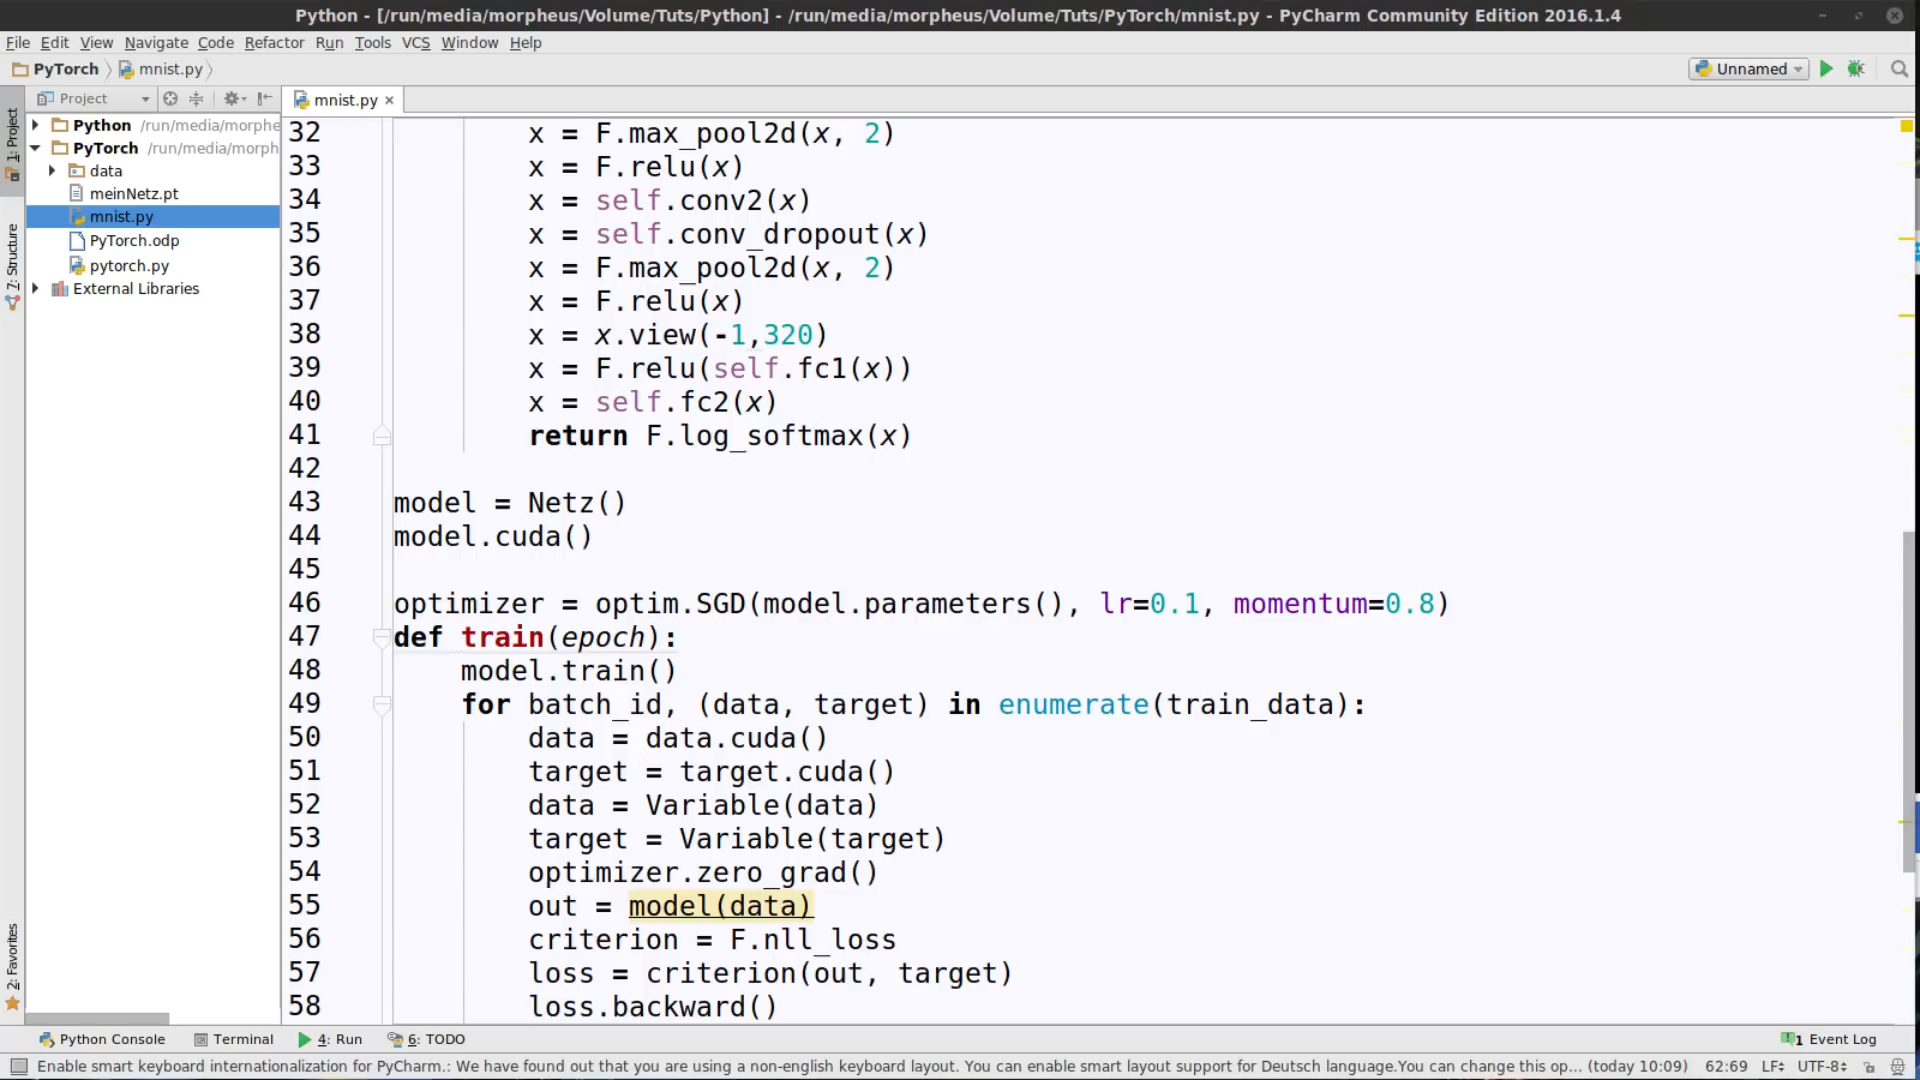 Python - [/run/media/morpheus/Volume/Tuts/Python] - /run/media/morpheus/Volume/Tuts/PyTorch/mnist.py - PyCharm Community Edition 2016.1.4
File Edit View Navigate Code Refactor Run Tools VCS Window Help
PyTorch mnist.py Unnamed
Project mnist.py
1: Project
7: Structure
2: Favorites
Python /run/media/morphe
PyTorch /run/media/morph
data
meinNetz.pt
mnist.py
PyTorch.odp
pytorch.py
External Libraries
32 x = F.max_pool2d(x, 2)
33 x = F.relu(x)
34 x = self.conv2(x)
35 x = self.conv_dropout(x)
36 x = F.max_pool2d(x, 2)
37 x = F.relu(x)
38 x = x.view(-1,320)
39 x = F.relu(self.fc1(x))
40 x = self.fc2(x)
41 return F.log_softmax(x)
42
43 model = Netz()
44 model.cuda()
45
46 optimizer = optim.SGD(model.parameters(), lr=0.1, momentum=0.8)
47 def train(epoch):
48 model.train()
49 for batch_id, (data, target) in enumerate(train_data):
50 data = data.cuda()
51 target = target.cuda()
52 data = Variable(data)
53 target = Variable(target)
54 optimizer.zero_grad()
55 out = model(data)
56 criterion = F.nll_loss
57 loss = criterion(out, target)
58 loss.backward()
Python Console Terminal 4: Run 6: TODO 1 Event Log
Enable smart keyboard internationalization for PyCharm.: We have found out that you are using a non-english keyboard layout. You can enable smart layout support for Deutsch language.You can change this op... (today 10:09) 62:69 LF UTF-8